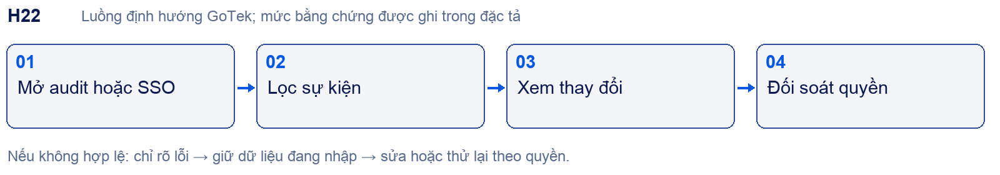 H22 Luồng định hướng GoTek; mức bằng chứng được ghi trong đặc tả
01
Mở audit hoặc SSO
02
Lọc sự kiện
03
Xem thay đổi
04
Đối soát quyền
Nếu không hợp lệ: chỉ rõ lỗi → giữ dữ liệu đang nhập → sửa hoặc thử lại theo quyền.